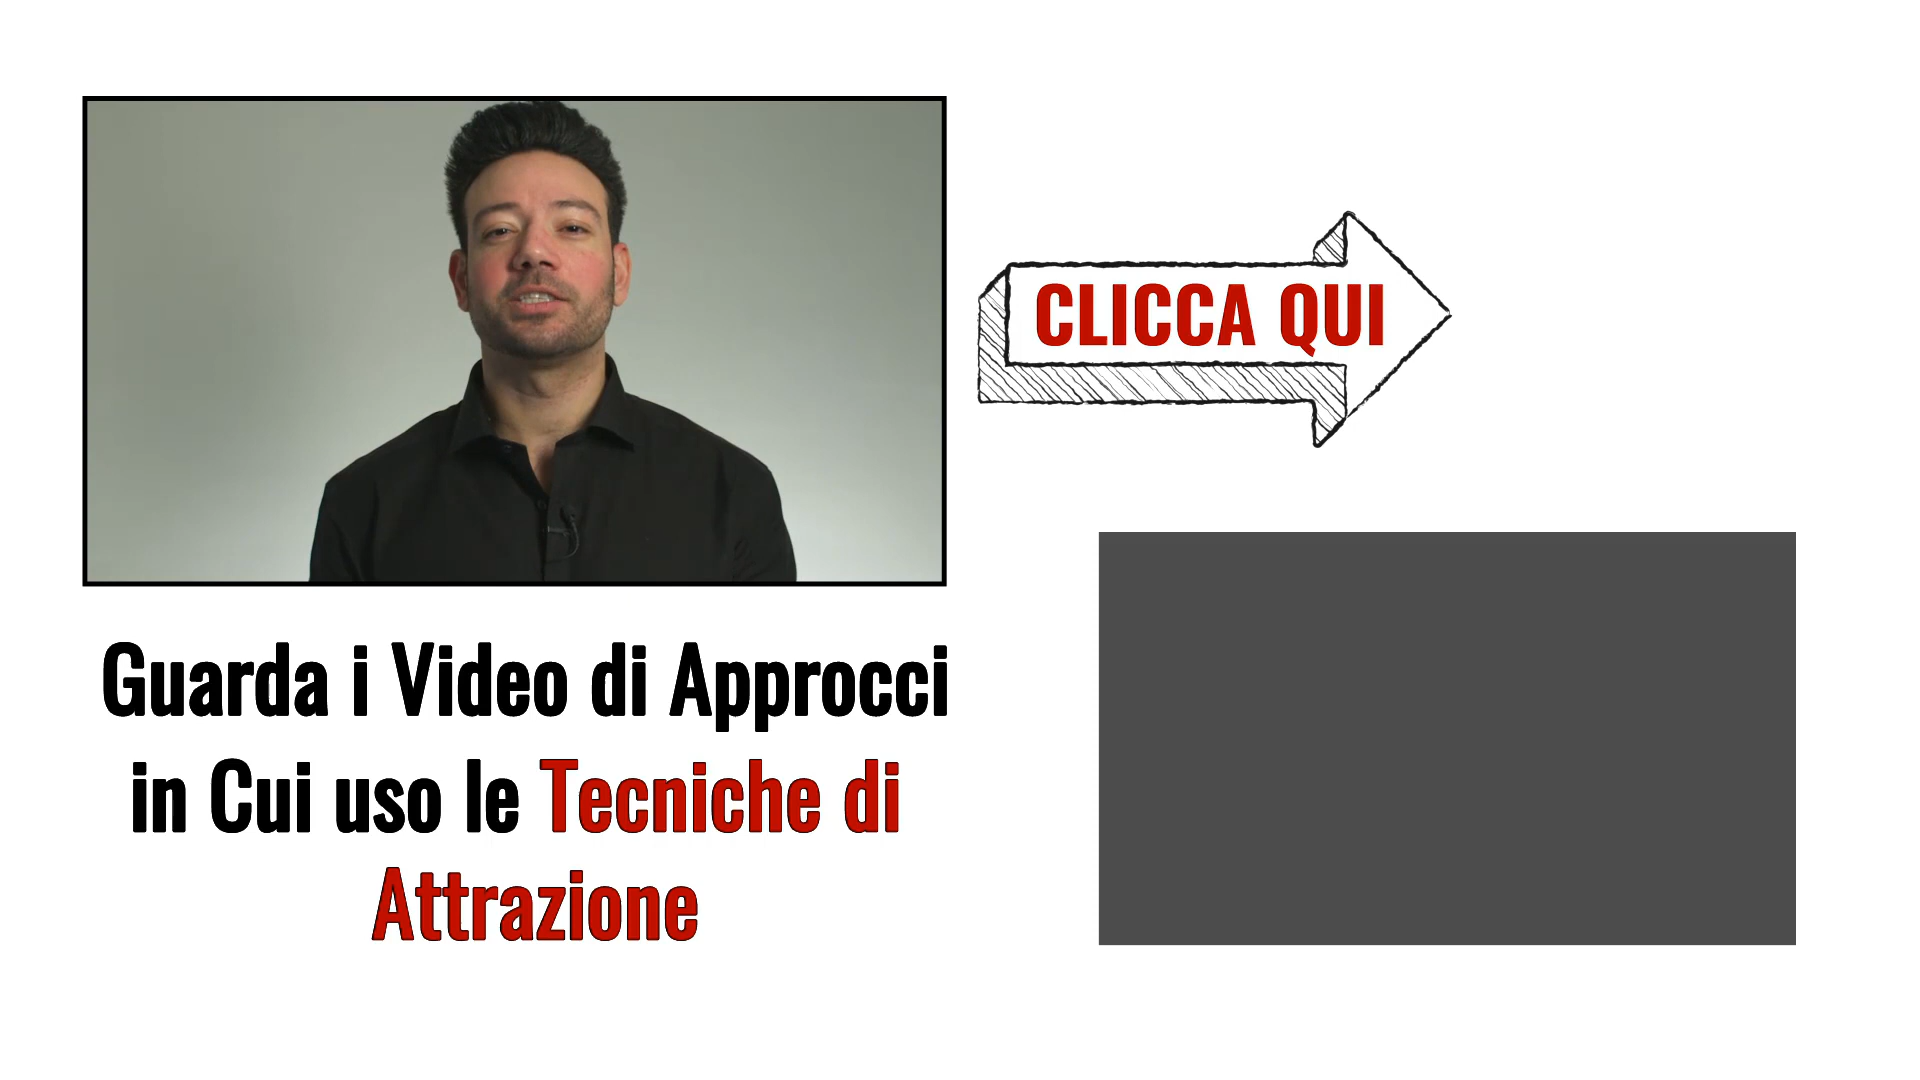 CLICCA QUI
Guarda i Video di Approcci
in Cui uso le Tecniche di
Attrazione